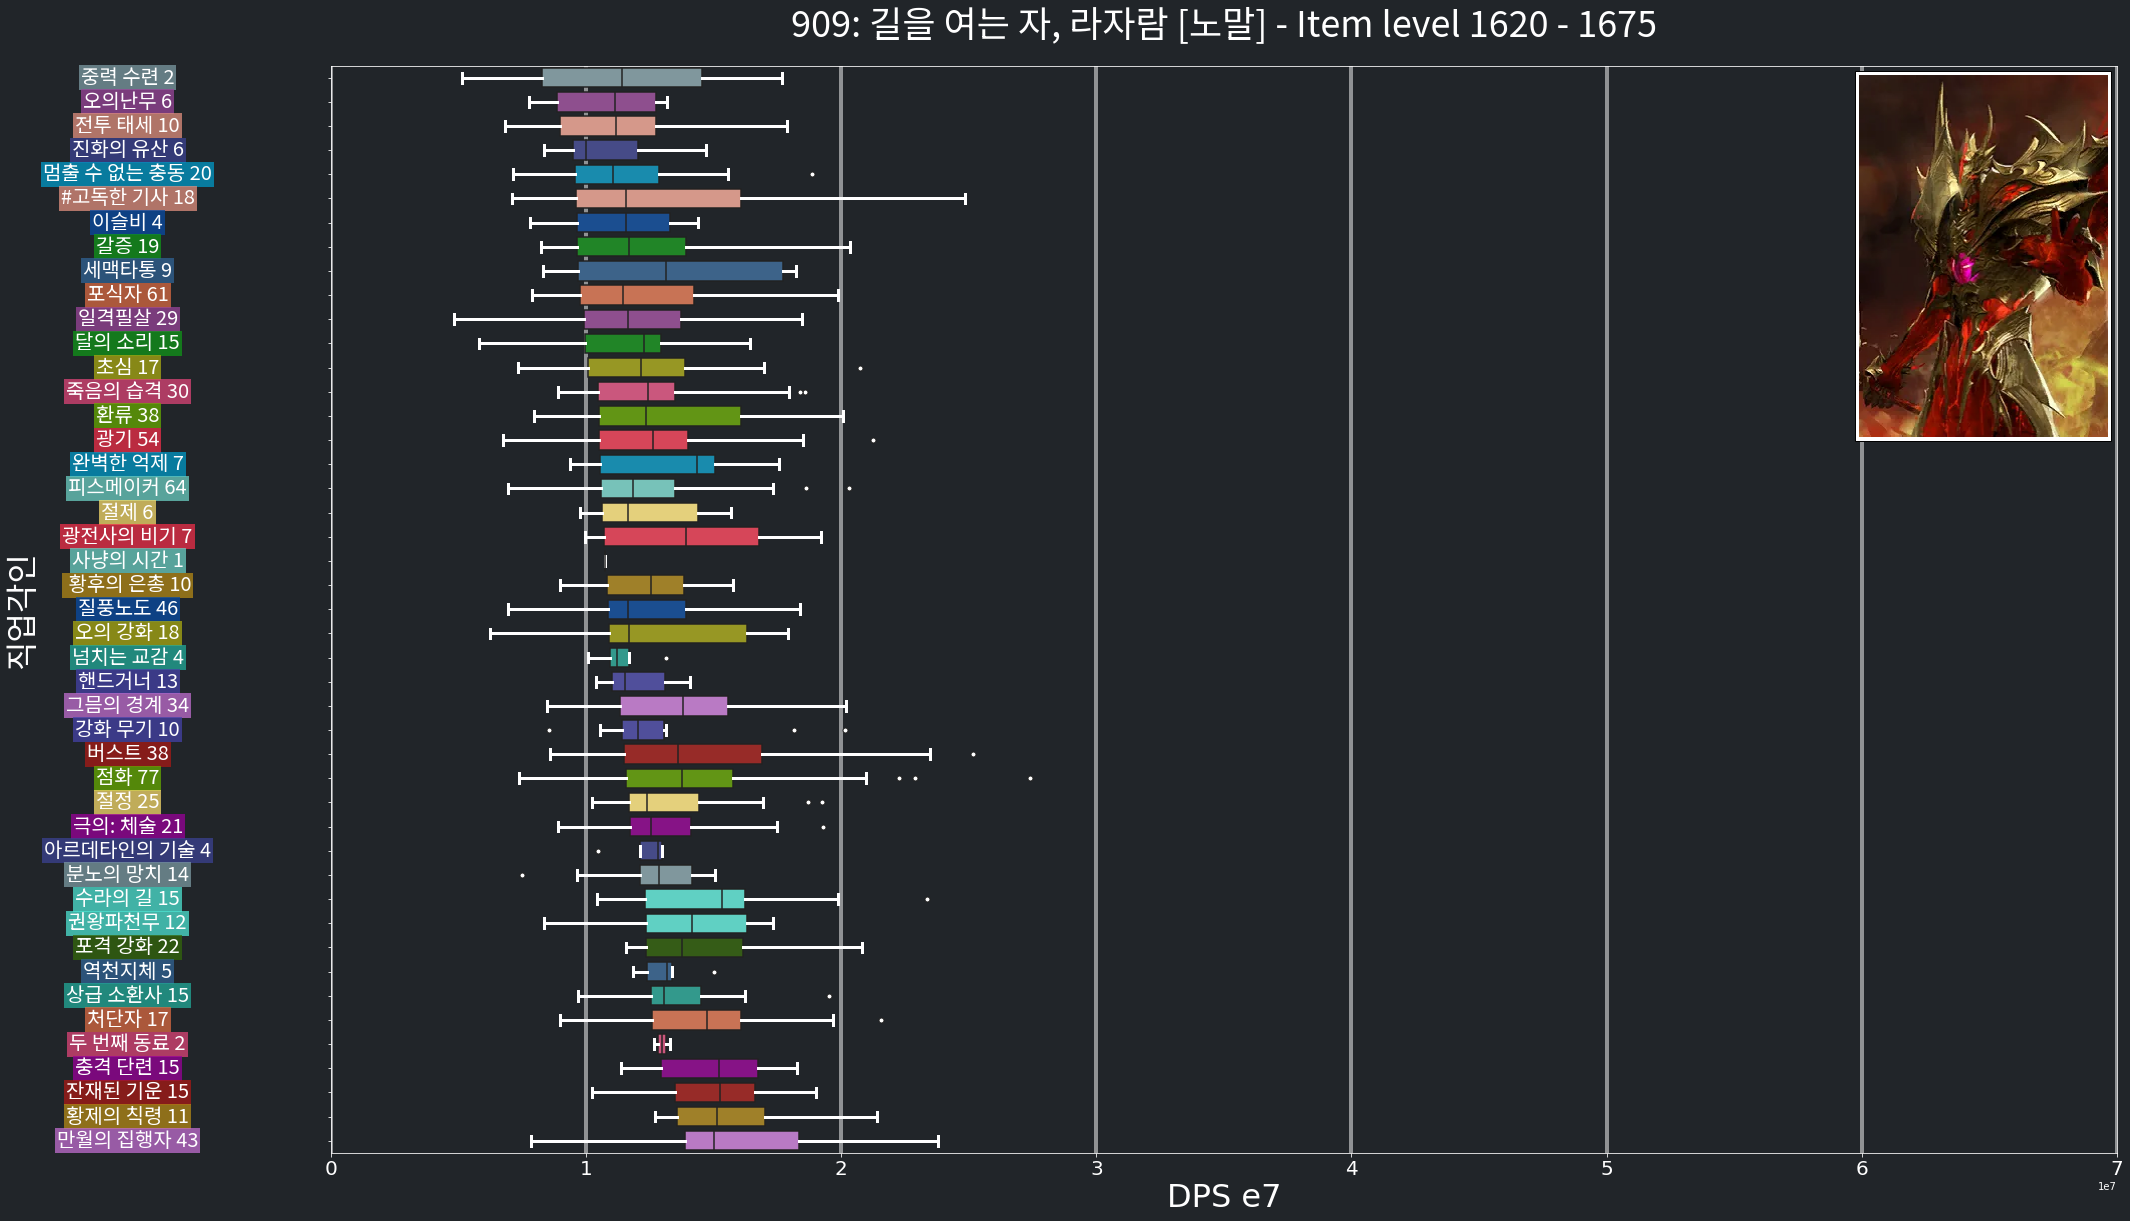 909: 길을 여는 자, 라자람 [노말] - Item level 1620 - 1675
중력 수련 2
오의난무 6
전투 태세 10
진화의 유산 6
멈출 수 없는 충동 20
#고독한 기사 18
이슬비 4
갈증 19
세맥타통 9
포식자 61
일격필살 29
달의 소리 15
초심 17
죽음의 습격 30
환류 38
광기 54
완벽한 억제 7
피스메이커 64
절제 6
광전사의 비기 7
사냥의 시간 1
황후의 은총 10
질풍노도 46
오의 강화 18
넘치는 교감 4
핸드거너 13
그믐의 경계 34
강화 무기 10
버스트 38
점화 77
절정 25
극의: 체술 21
아르데타인의 기술 4
분노의 망치 14
수라의 길 15
권왕파천무 12
포격 강화 22
역천지체 5
상급 소환사 15
처단자 17
두 번째 동료 2
충격 단련 15
잔재된 기운 15
황제의 칙령 11
만월의 집행자 43
직업각인
0 1 2 3 4 5 6 7
1e7
DPS e7